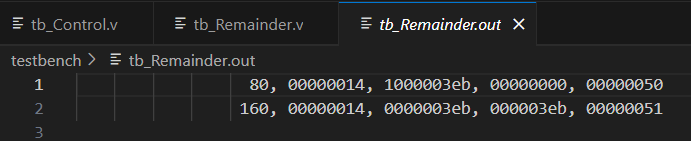 tb_Control.v tb_Remainder.v tb_Remainder.out
testbench > tb_Remainder.out
1 80, 00000014, 1000003eb, 00000000, 00000050
2 160, 00000014, 0000003eb, 000003eb, 00000051
3